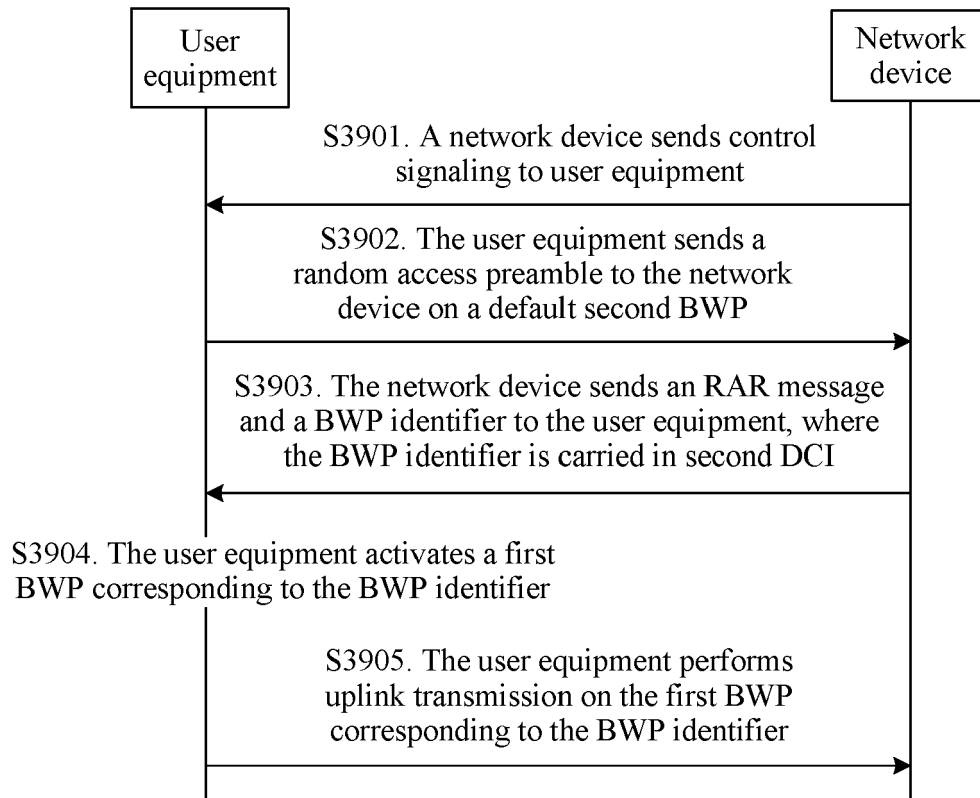 User
equipment
Network
device
S3901. A network device sends control
signaling to user equipment
S3902. The user equipment sends a
random access preamble to the network
device on a default second BWP
S3903. The network device sends an RAR message
and a BWP identifier to the user equipment, where
the BWP identifier is carried in second DCI
S3904. The user equipment activates a first
BWP corresponding to the BWP identifier
S3905. The user equipment performs
uplink transmission on the first BWP
corresponding to the BWP identifier